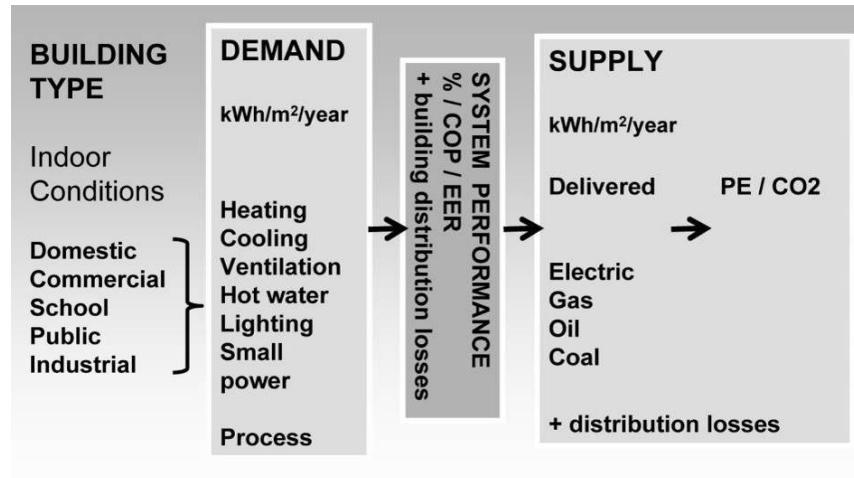 BUILDING
TYPE
Indoor
Conditions
Domestic
Commercial
School
Public
Industrial
DEMAND
kWh/m²/year
Heating
Cooling
Ventilation
Hot water
Lighting
Small
power
Process
SYSTEM PERFORMANCE
% / COP / EER
+ building distribution losses
SUPPLY
kWh/m²/year
Delivered
PE / CO2
Electric
Gas
Oil
Coal
+ distribution losses